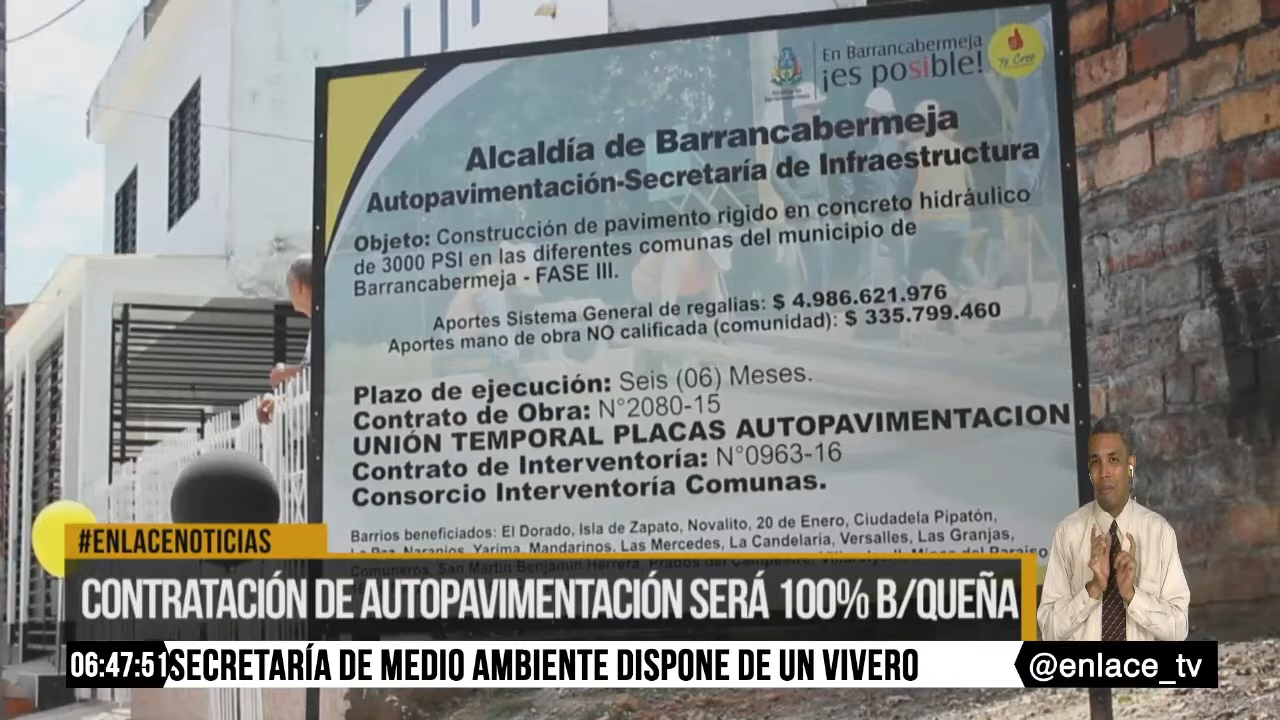 En Barrancabermeja
¡es posible!
Yo Creo
Alcaldía de Barrancabermeja
Autopavimentación-Secretaría de Infraestructura
Objeto: Construcción de pavimento rigido en concreto hidráulico
de 3000 PSI en las diferentes comunas del municipio de
Barrancabermeja - FASE III.
Aportes Sistema General de regalias: $ 4.986.621.976
Aportes mano de obra NO calificada (comunidad): $ 335.799.460
Plazo de ejecución: Seis (06) Meses.
Contrato de Obra: N°2080-15
UNIÓN TEMPORAL PLACAS AUTOPAVIMENTACION
Contrato de Interventoría: N°0963-16
Consorcio Interventoría Comunas.
Barrios beneficiados: El Dorado, Isla de Zapato, Novalito, 20 de Enero, Ciudadela Pipatón,
La Paz, Naranjos, Yarima, Mandarinos, Las Mercedes, La Candelaria, Versalles, Las Granjas,
Comuneros, San Martin Benjamin Herrera, Prados del Campestre,
#ENLACENOTICIAS
CONTRATACIÓN DE AUTOPAVIMENTACIÓN SERÁ 100% B/QUEÑA
06:47:51 SECRETARÍA DE MEDIO AMBIENTE DISPONE DE UN VIVERO
@enlace_tv